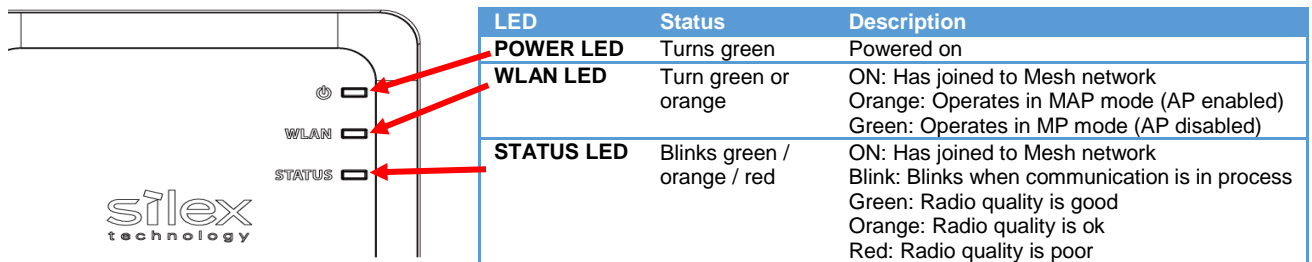 WLAN
STATUS
silex
technology
LED Status Description
POWER LED Turns green Powered on
WLAN LED Turn green or orange ON: Has joined to Mesh network
Orange: Operates in MAP mode (AP enabled)
Green: Operates in MP mode (AP disabled)
STATUS LED Blinks green / orange / red ON: Has joined to Mesh network
Blink: Blinks when communication is in process
Green: Radio quality is good
Orange: Radio quality is ok
Red: Radio quality is poor